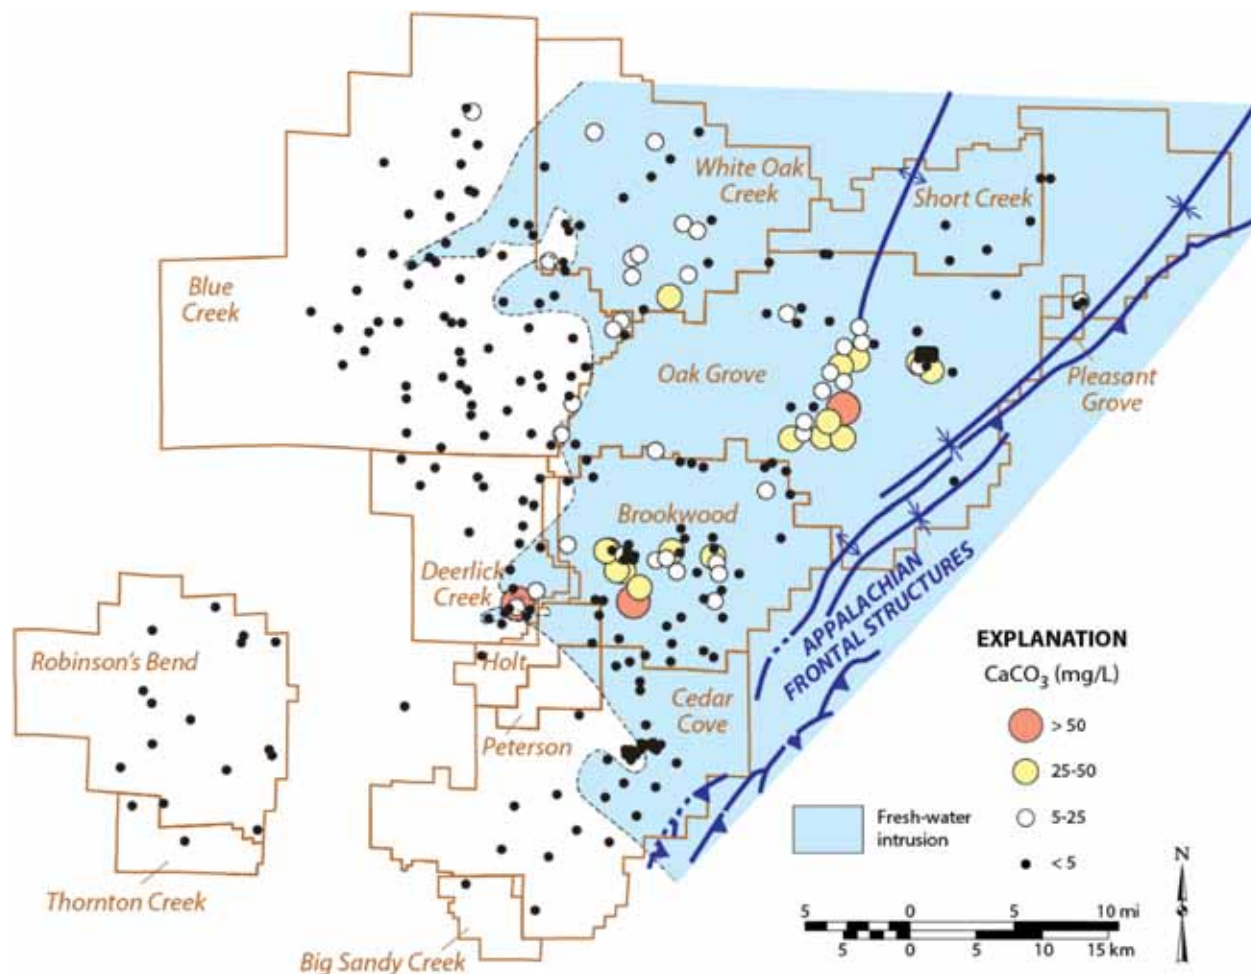 White Oak
Creek
Short Creek
Blue
Creek
Oak Grove
Pleasant
Grove
Brookwood
Deerlick
Creek
Robinson's Bend
Holt
Cedar
Cove
Peterson
Thornton Creek
Big Sandy Creek
APPALACHIAN
FRONTAL STRUCTURES
EXPLANATION
CaCO₃ (mg/L)
> 50
25-50
5-25
< 5
Fresh-water
intrusion
N
5 0 5 10 mi
5 0 5 10 15 km